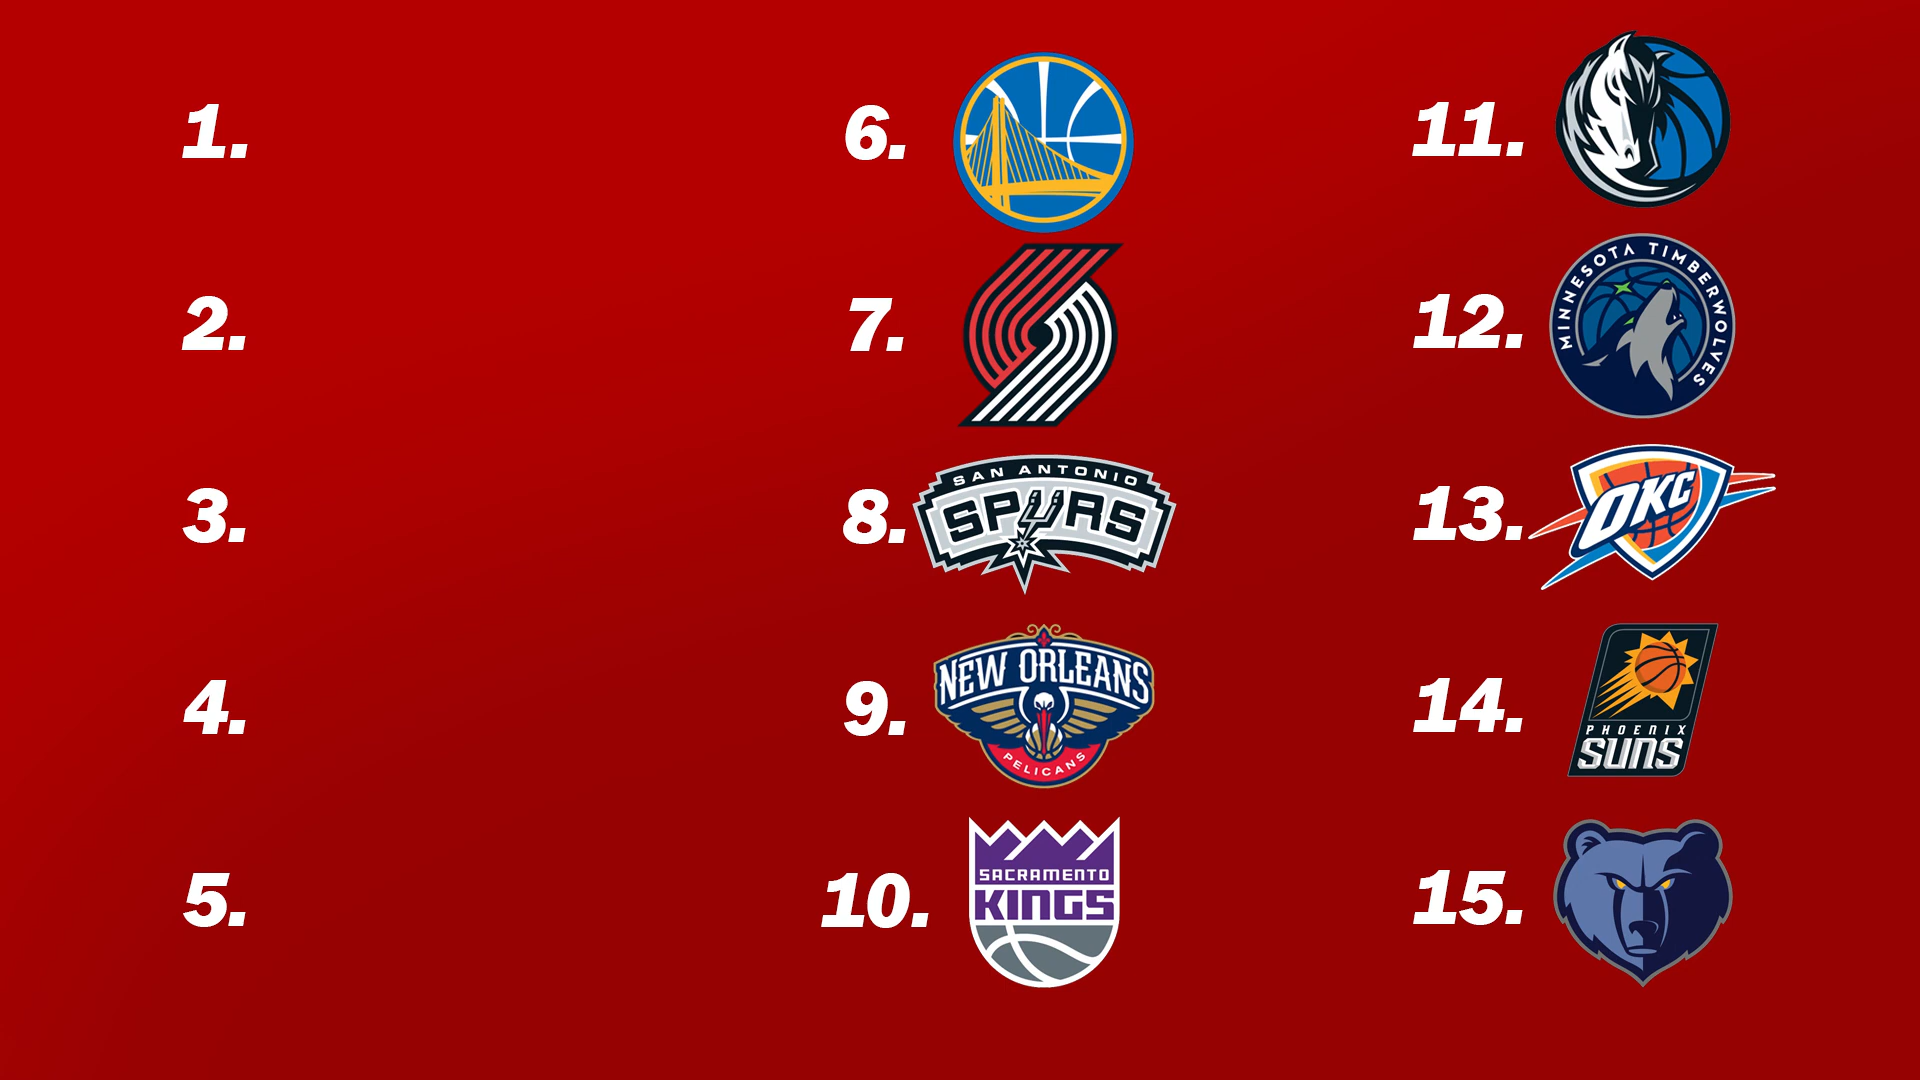 1.
2.
3.
4.
5.
6.
7.
8.
SAN ANTONIO
SPURS
9.
NEW ORLEANS
PELICANS
10.
SACRAMENTO
KINGS
11.
12.
MINNESOTA TIMBERWOLVES
13.
OKC
14.
PHOENIX
SUNS
15.